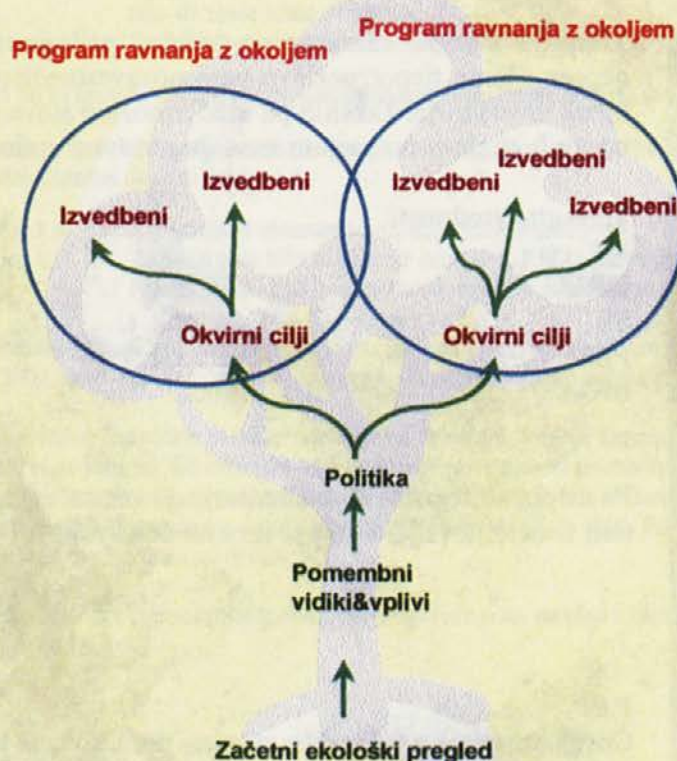 Program ravnanja z okoljem
Program ravnanja z okoljem
Izvedbeni
Izvedbeni
Izvedbeni
Izvedbeni
Izvedbeni
Okvirni cilji
Okvirni cilji
Politika
Pomembni
vidiki&vplivi
Začetni ekološki pregled